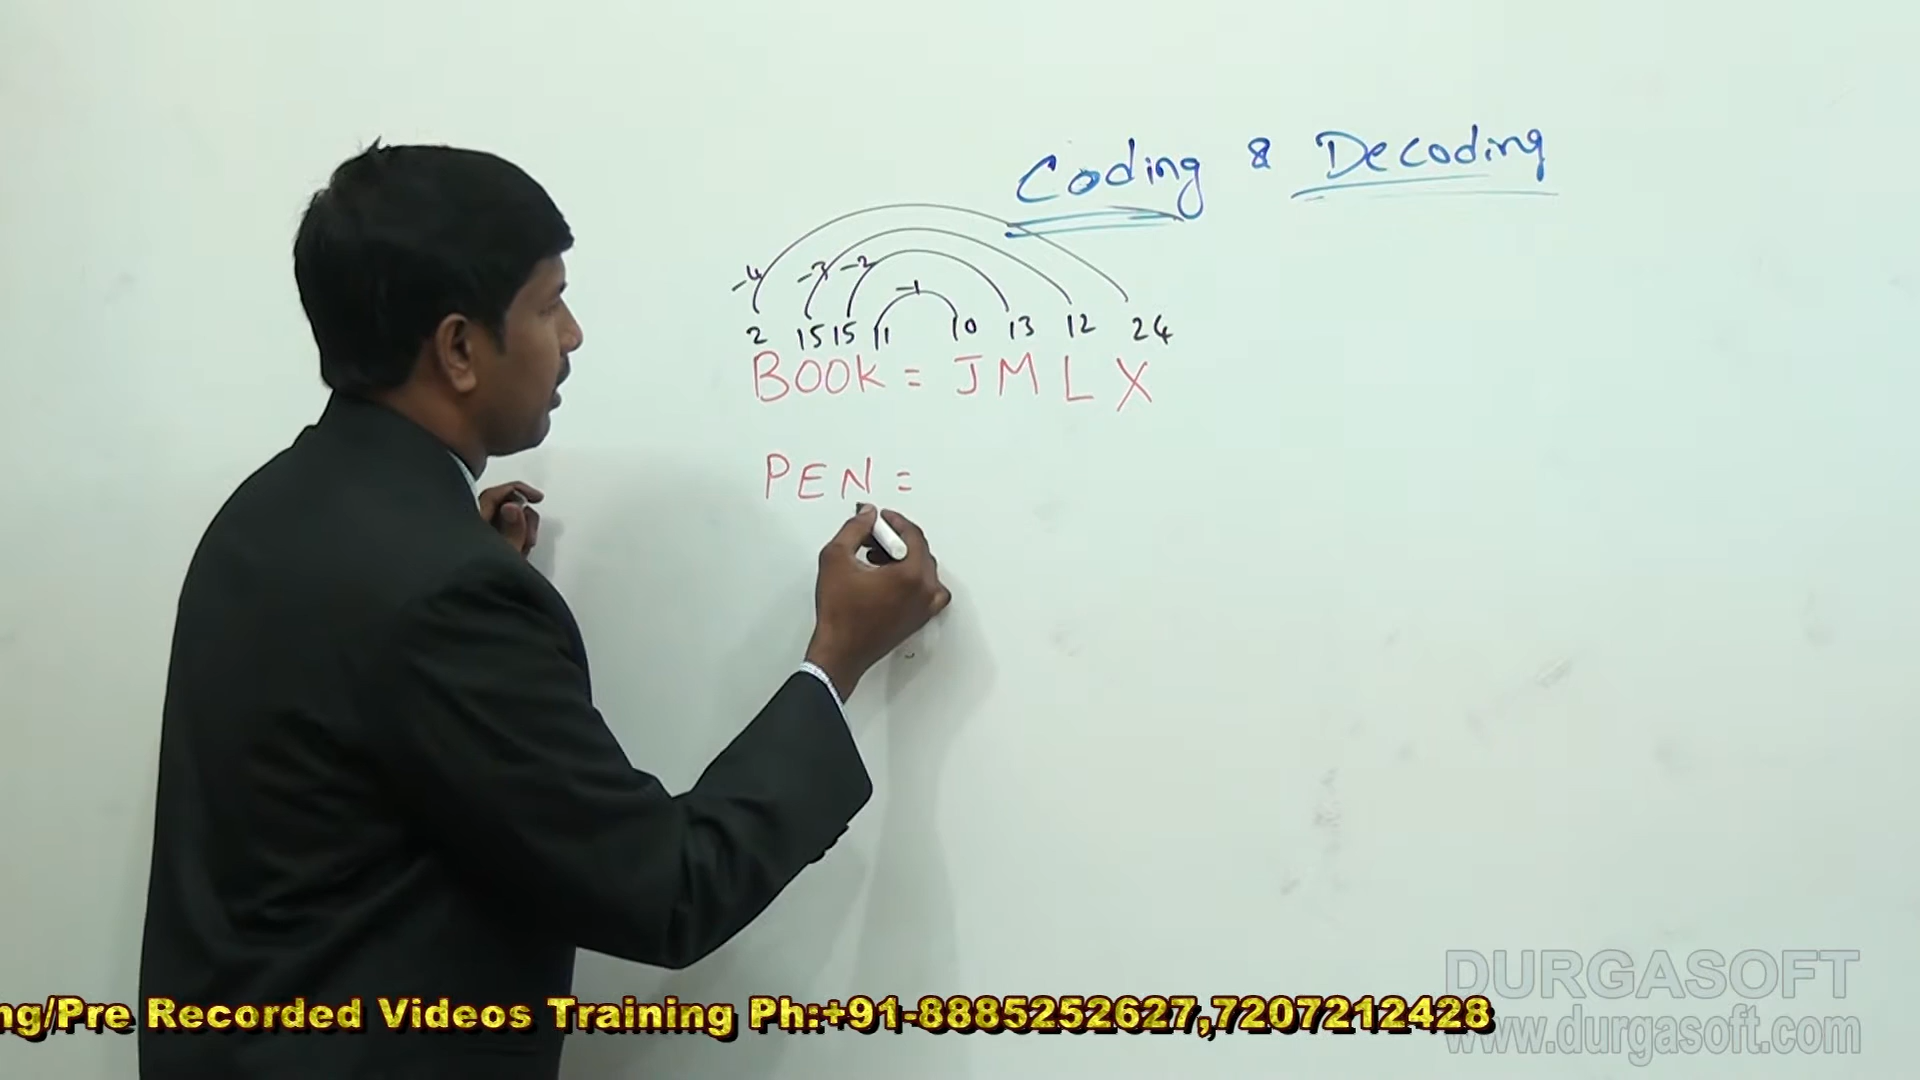 Coding & Decoding
-4 -3 -2 -1
2 15 15 11 10 13 12 24
BOOK = J M L X
PEN =
DURGASOFT
ng/Pre Recorded Videos Training Ph:+91-8885252627,7207212428
www.durgasoft.com